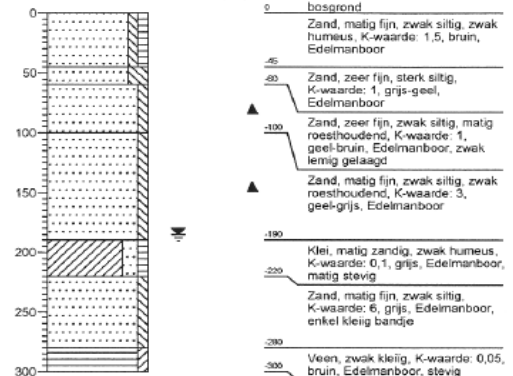 0
50
100
150
200
250
300
0
bosgrond
Zand, matig fijn, zwak siltig, zwak
humeus, K-waarde: 1,5, bruin,
Edelmanboor
-45
Zand, zeer fijn, sterk siltig,
K-waarde: 1, grijs-geel,
Edelmanboor
-60
Zand, zeer fijn, zwak siltig, matig
roesthoudend, K-waarde: 1,
geel-bruin, Edelmanboor, zwak
lemig gelaagd
-100
Zand, matig fijn, zwak siltig, zwak
roesthoudend, K-waarde: 3,
geel-grijs, Edelmanboor
-190
Klei, matig zandig, zwak humeus,
K-waarde: 0,1, grijs, Edelmanboor,
matig stevig
-220
Zand, matig fijn, zwak siltig,
K-waarde: 6, grijs, Edelmanboor,
enkel kleiig bandje
-280
Veen, zwak kleiïg, K-waarde: 0,05,
bruin, Edelmanboor, stevig
-300